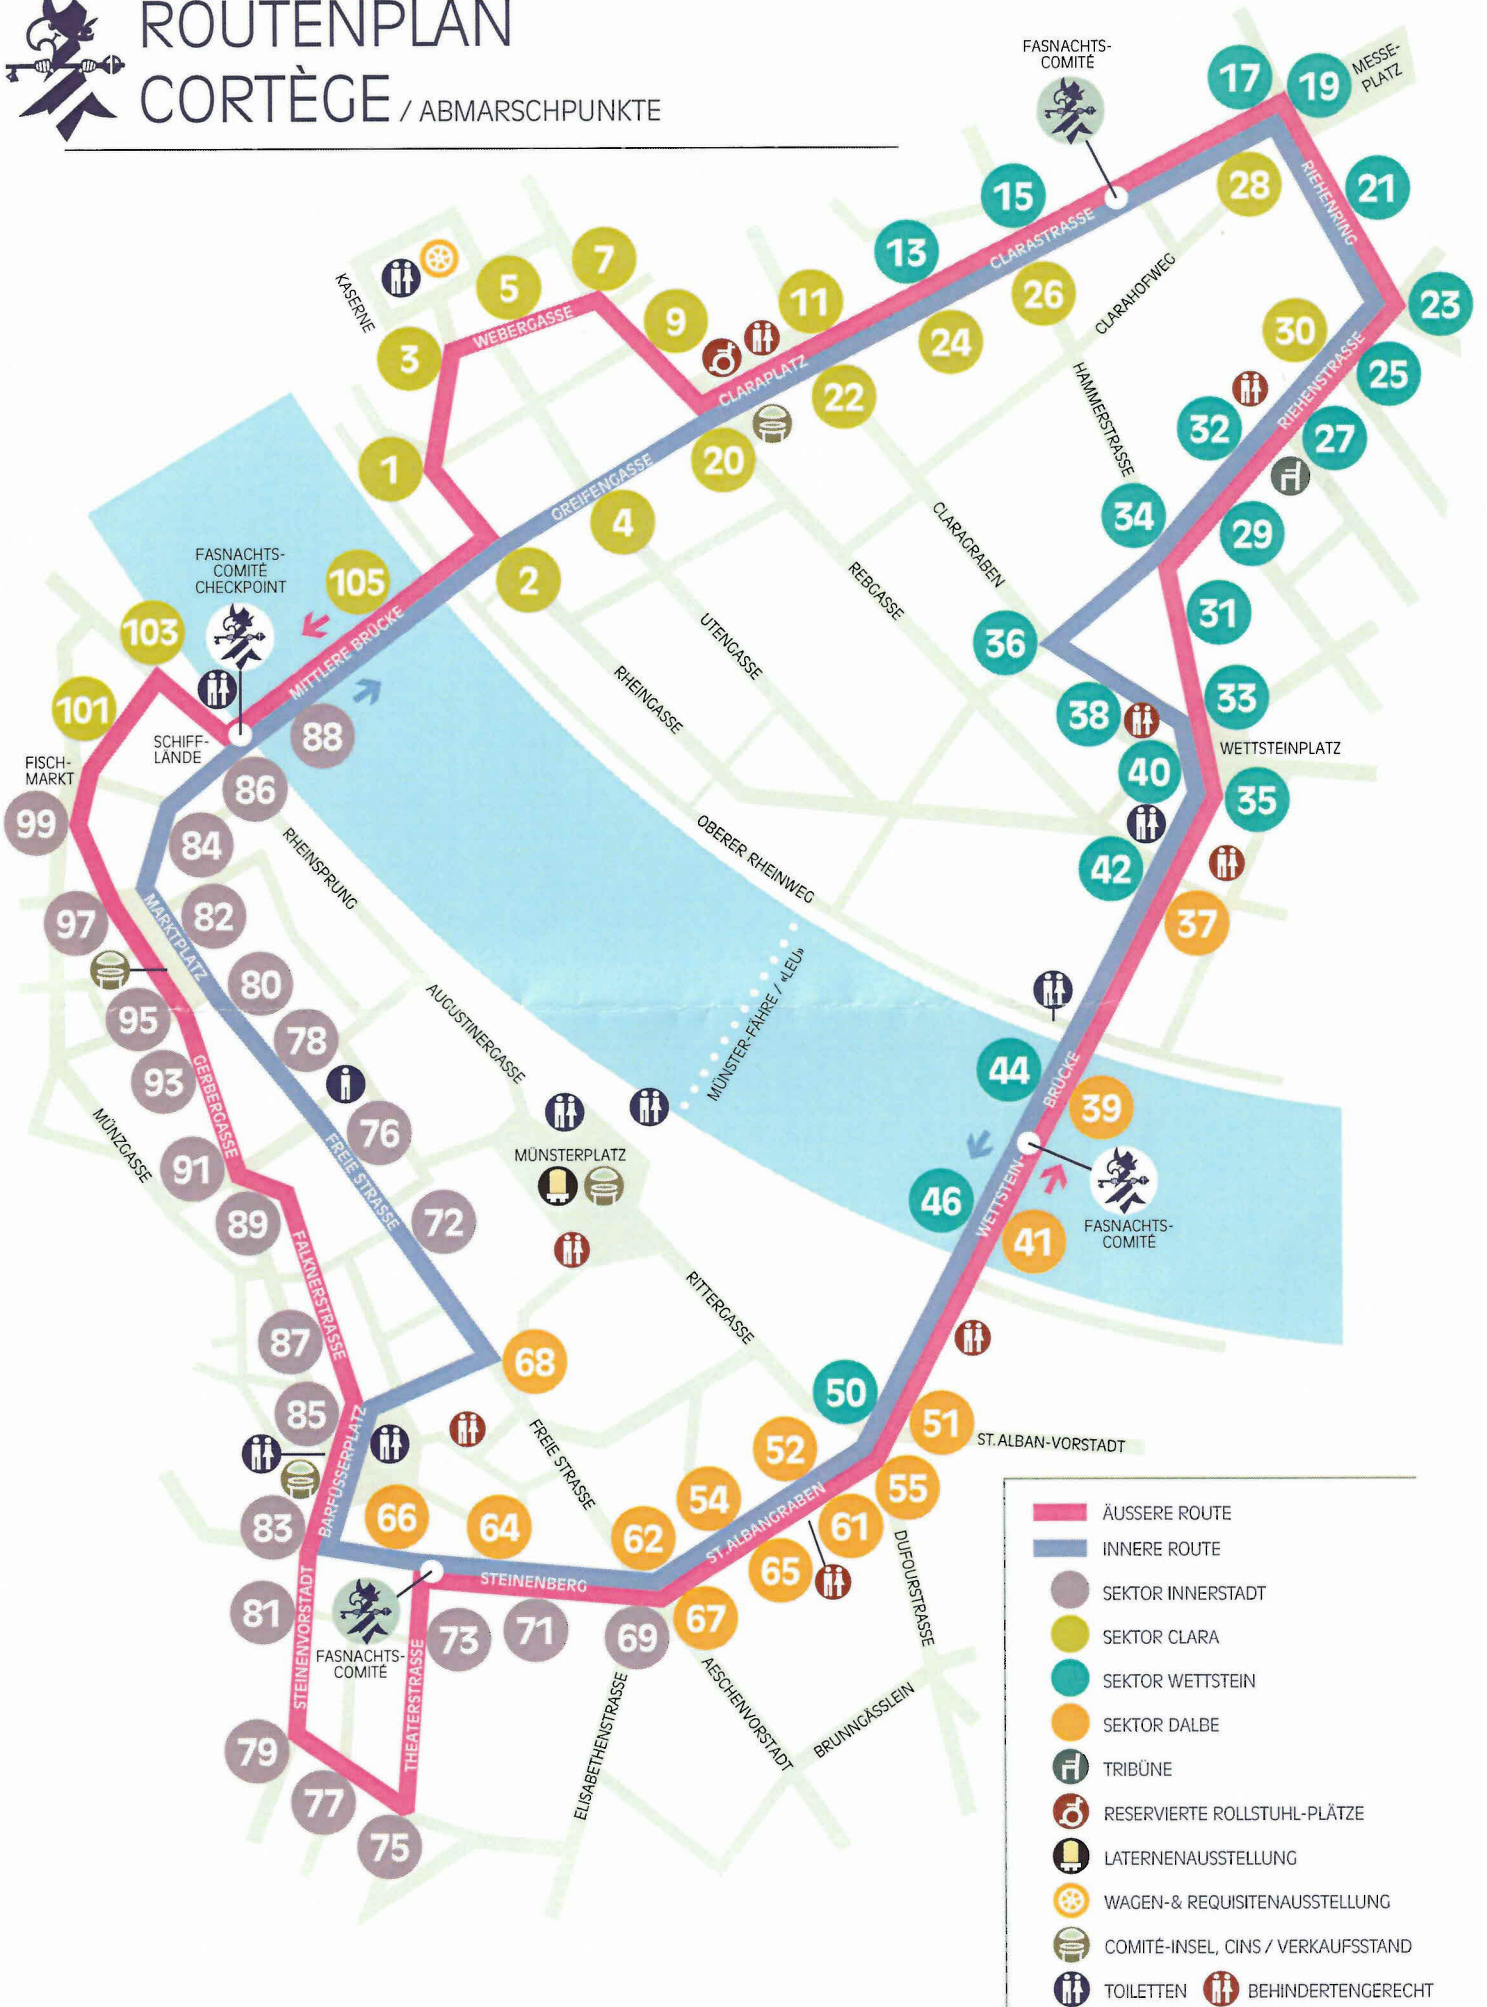 ROUTENPLAN
CORTÈGE / ABMARSCHPUNKTE
FASNACHTS-
COMITÉ
17
19
MESSE-
PLATZ
28
RIEHENRING
21
15
13
CLARASTRASSE
26
24
CLARAHOFWEG
23
30
RIEHENSTRASSE
25
27
32
HAMMERSTRASSE
34
29
KASERNE
5
7
WEBERGASSE
3
9
11
CLARAPLATZ
22
20
1
GREIFENGASSE
4
2
CLARAGRABEN
REBGASSE
UTENGASSE
RHEINGASSE
36
31
38
33
WETTSTEINPLATZ
40
35
42
37
FASNACHTS-
COMITÉ
CHECKPOINT
105
103
MITTLERE BRÜCKE
101
SCHIFF-
LÄNDE
88
FISCH-
MARKT
86
99
84
RHEINSPRUNG
OBERER RHEINWEG
97
MARKTPLATZ
82
80
95
78
AUGUSTINERGASSE
MÜNSTER-FÄHRE / «LEU»
93
GERBERGASSE
76
44
BRÜCKE
39
MÜNZGASSE
91
FREIE STRASSE
MÜNSTERPLATZ
46
WETTSTEIN-
41
FASNACHTS-
COMITÉ
89
72
FALKNERSTRASSE
RITTERGASSE
87
68
50
85
51
ST.ALBAN-VORSTADT
BARFÜSSERPLATZ
FREIE STRASSE
52
55
83
66
64
62
54
ST.ALBANGRABEN
61
65
DUFOURSTRASSE
STEINENBERG
81
STEINENVORSTADT
FASNACHTS-
COMITÉ
THEATERSTRASSE
73
71
69
67
79
77
75
ELISABETHENSTRASSE
AESCHENVORSTADT
BRUNNGÄSSLEIN
ÄUSSERE ROUTE
INNERE ROUTE
SEKTOR INNERSTADT
SEKTOR CLARA
SEKTOR WETTSTEIN
SEKTOR DALBE
TRIBÜNE
RESERVIERTE ROLLSTUHL-PLÄTZE
LATERNENAUSSTELLUNG
WAGEN-& REQUISITENAUSSTELLUNG
COMITÉ-INSEL, CINS / VERKAUFSSTAND
TOILETTEN
BEHINDERTENGERECHT